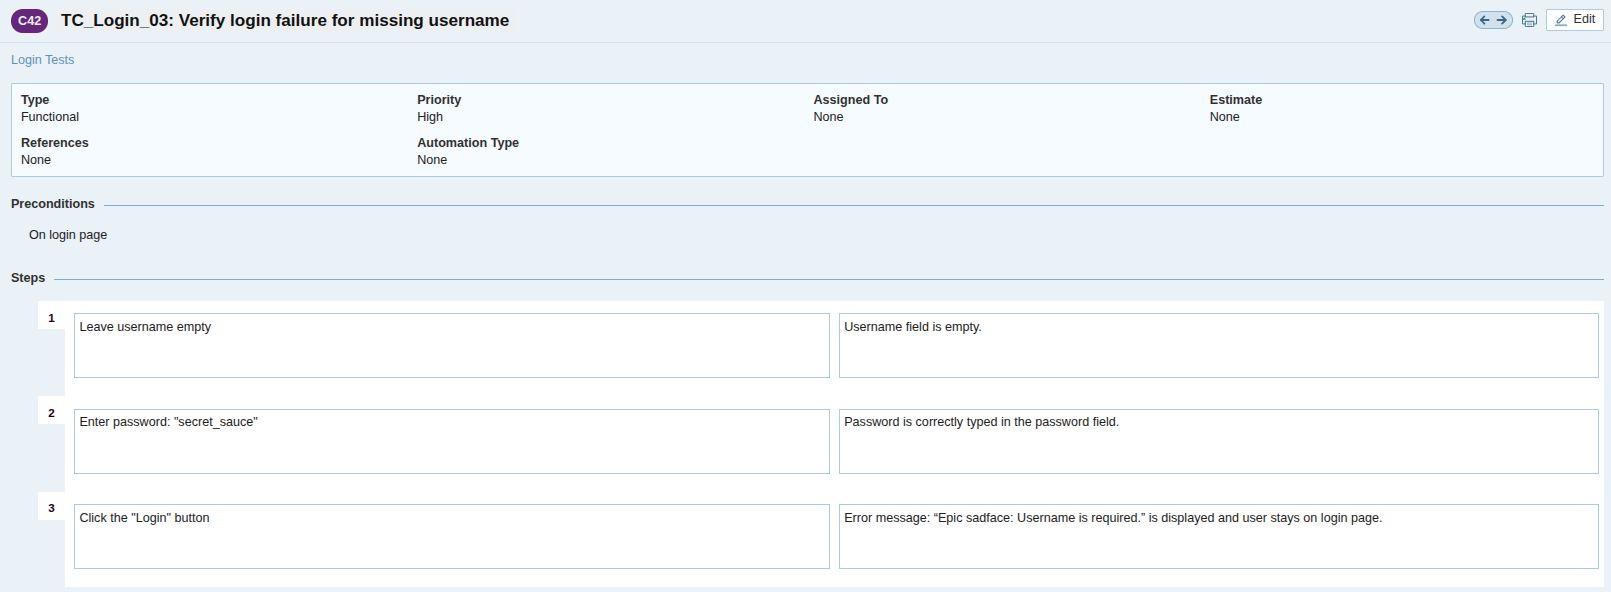 C42 TC_Login_03: Verify login failure for missing username Edit
Login Tests
Type Priority Assigned To Estimate
Functional High None None
References Automation Type
None None
Preconditions
On login page
Steps
1 Leave username empty Username field is empty.
2 Enter password: "secret_sauce" Password is correctly typed in the password field.
3 Click the "Login" button Error message: “Epic sadface: Username is required.” is displayed and user stays on login page.